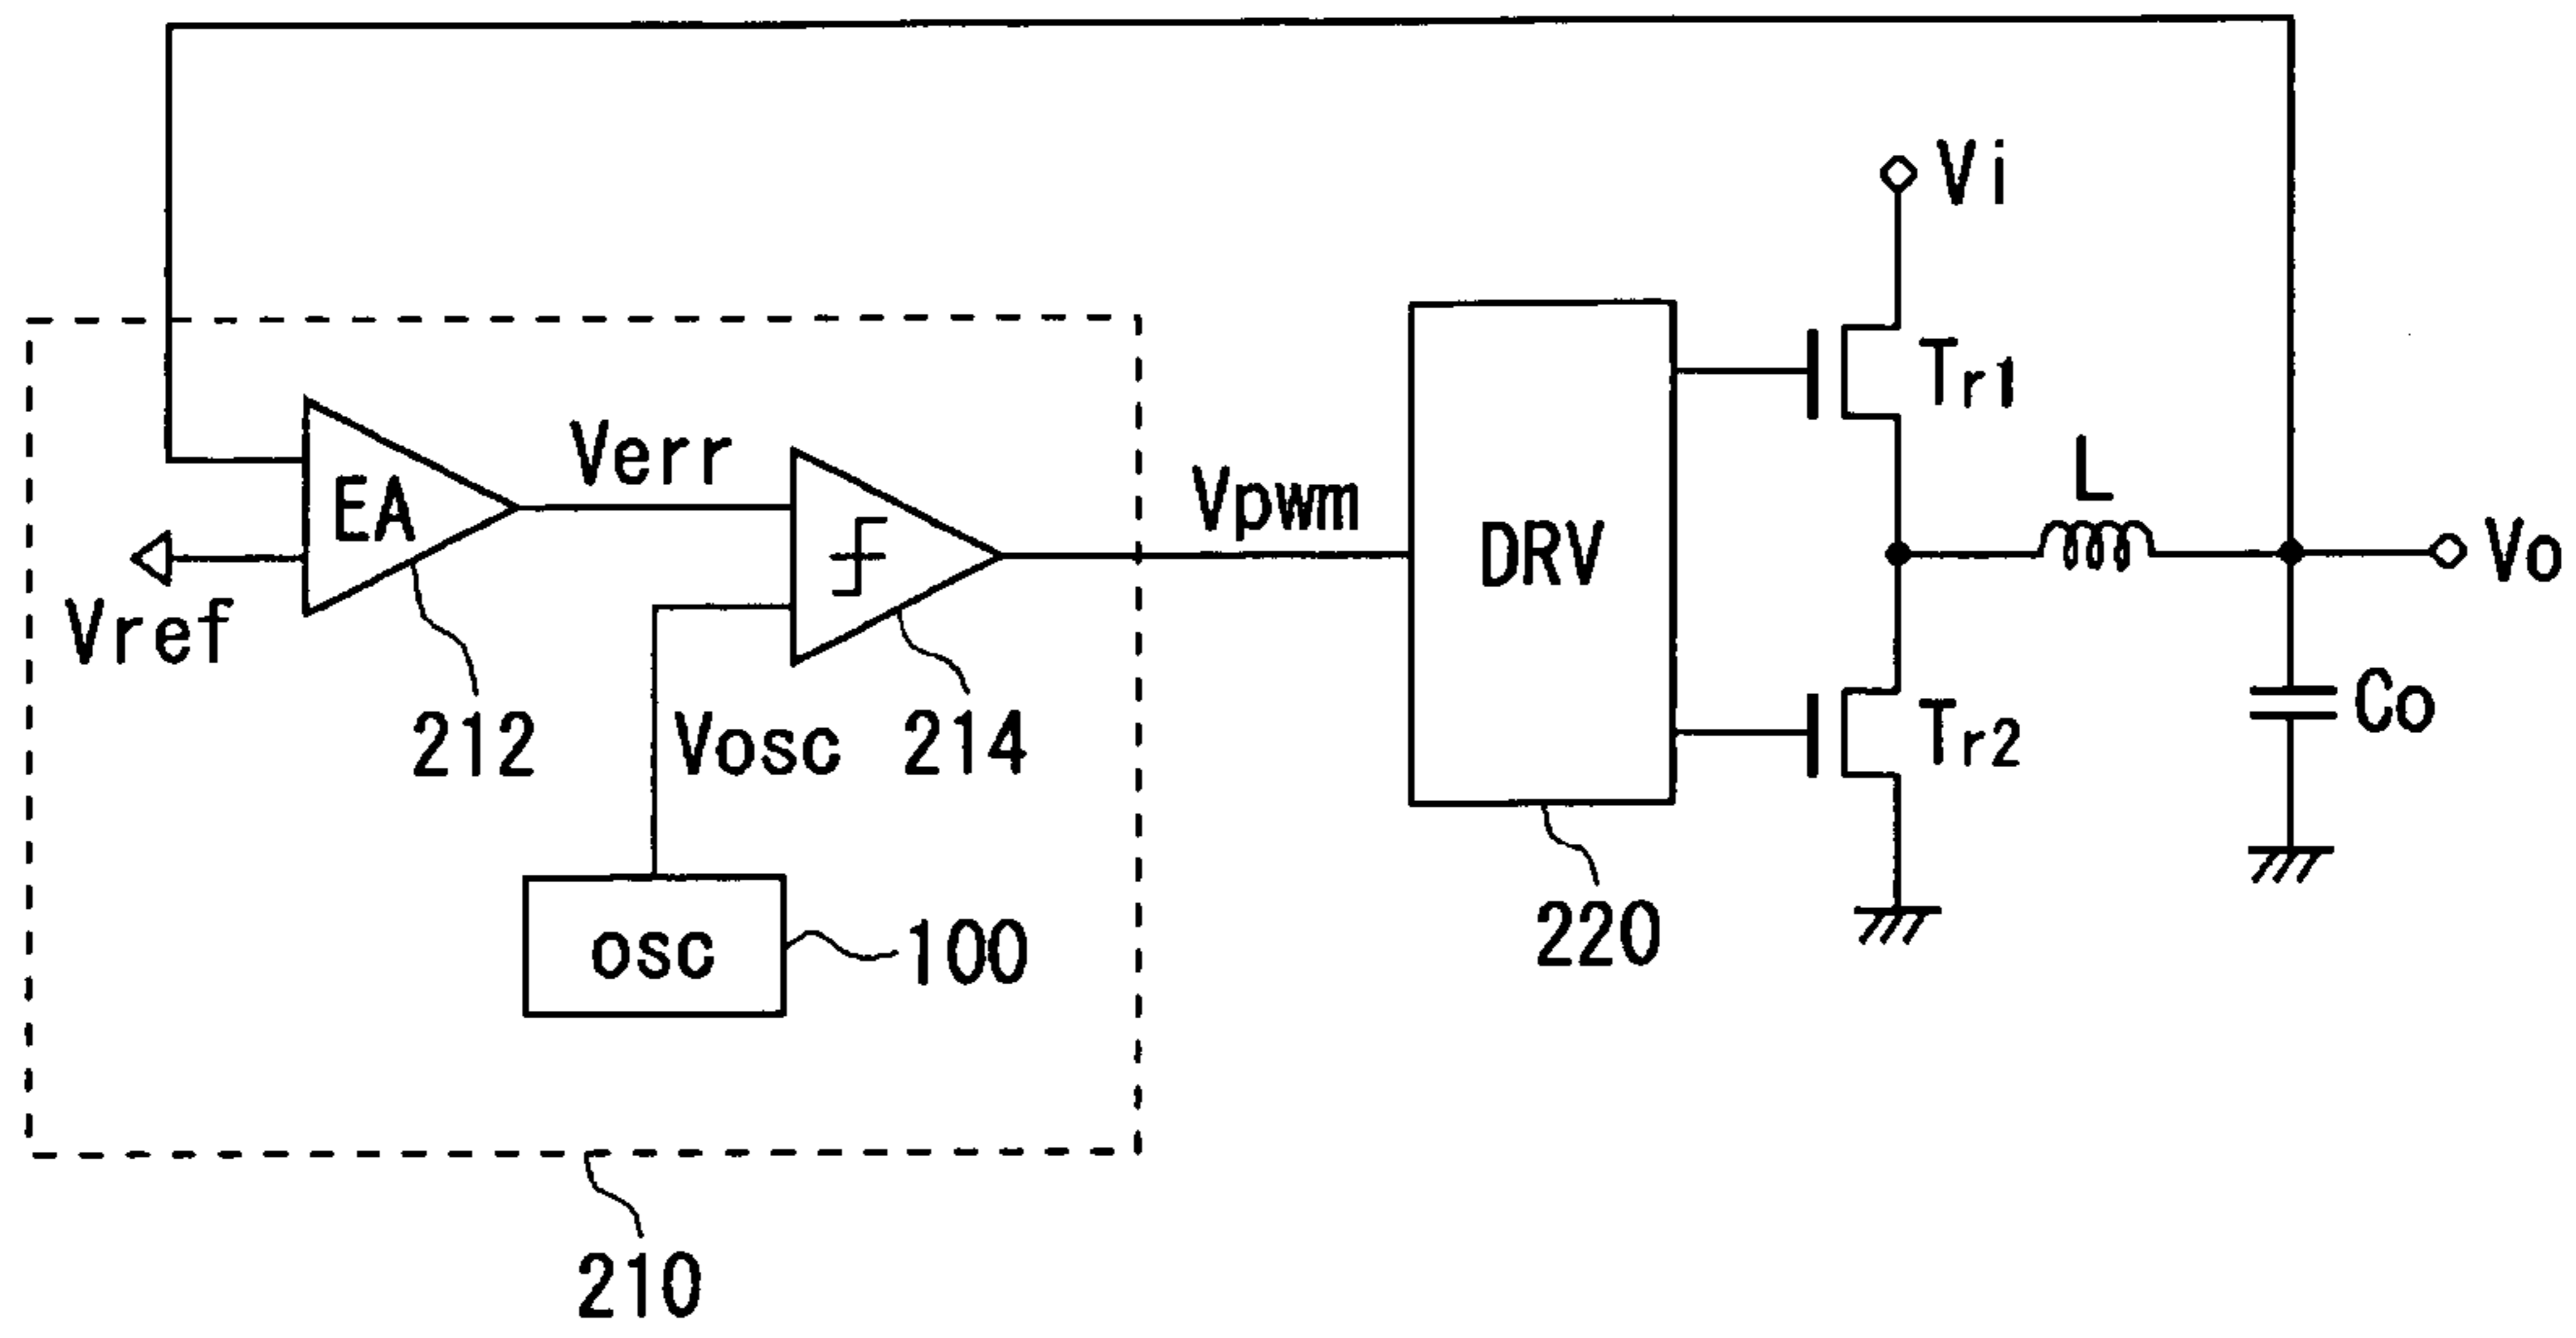 Vi
Tr1
Verr
L
Vpwm
EA
DRV
Vo
Vref
212
Vosc
214
Tr2
Co
osc
100
220
210